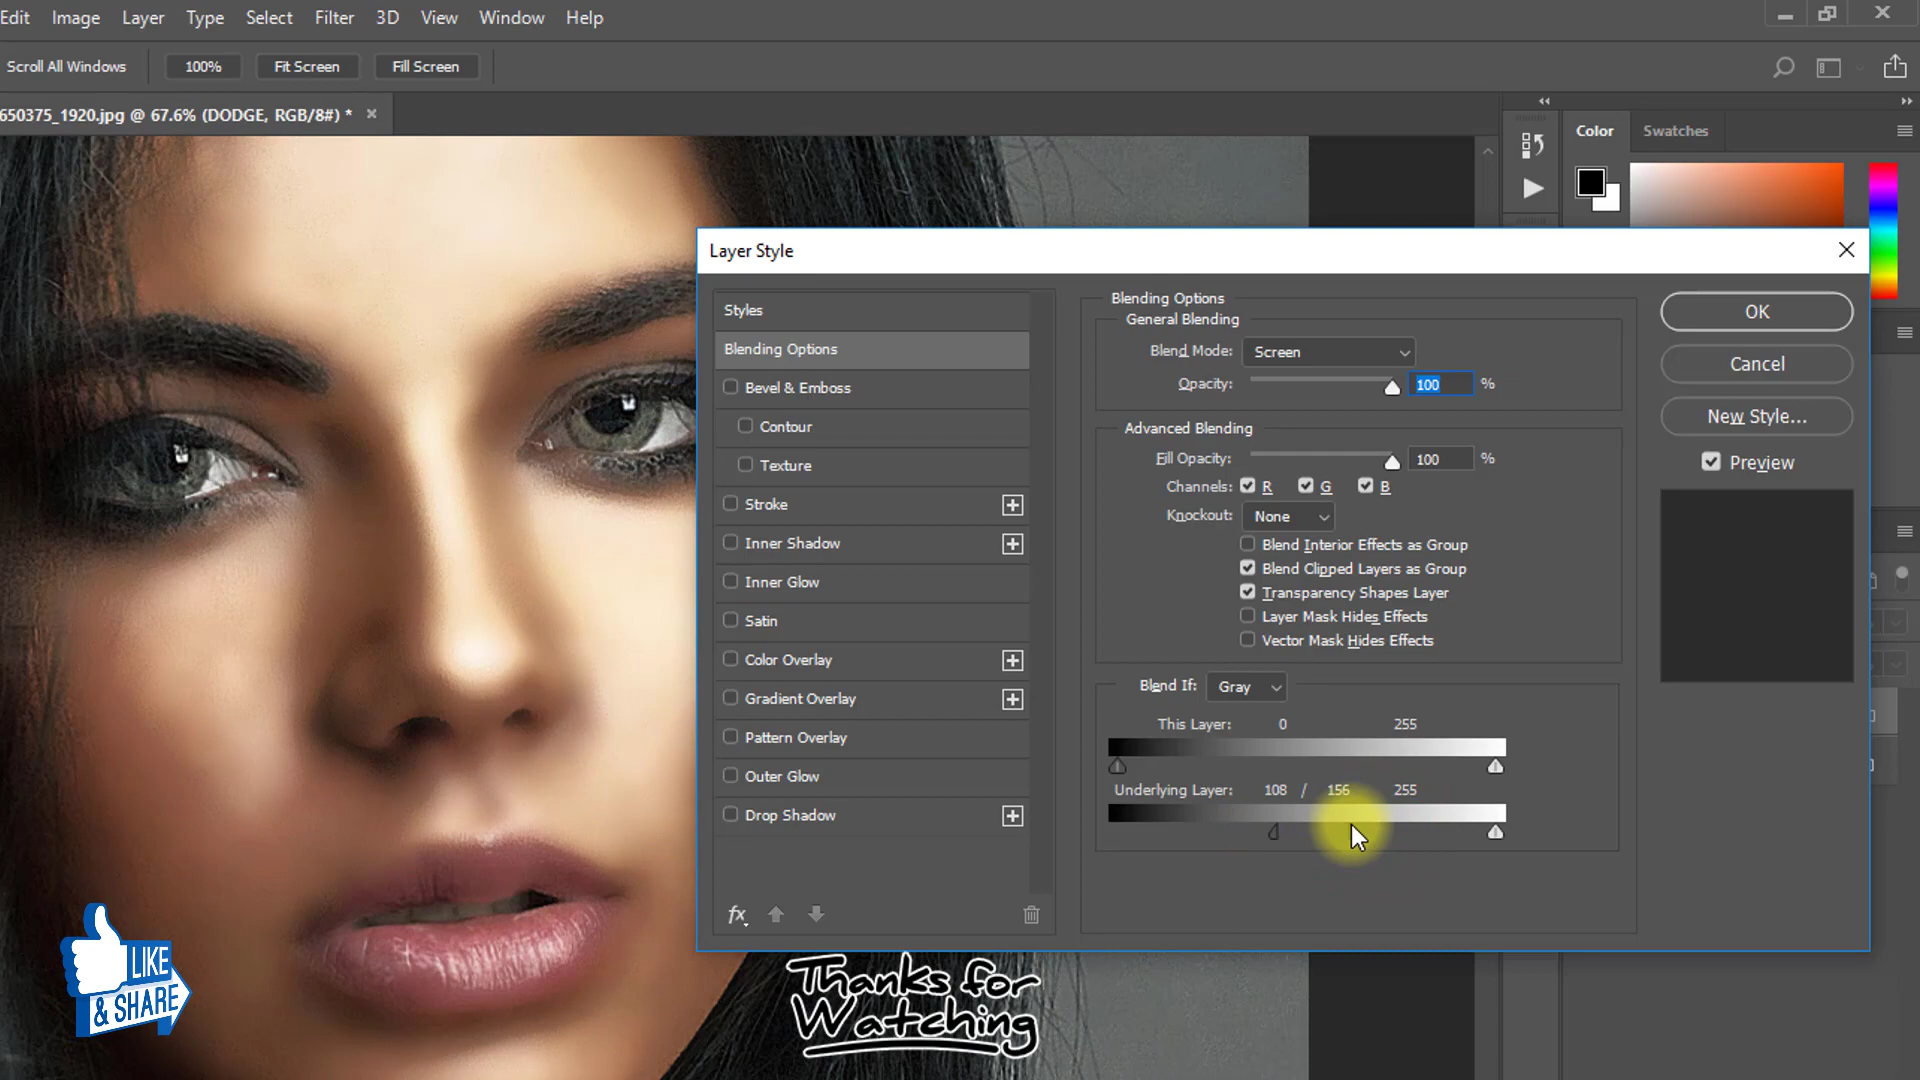 Edit Image Layer Type Select Filter 3D View Window Help
Scroll All Windows 100% Fit Screen Fill Screen
650375_1920.jpg @ 67.6% (DODGE, RGB/8#) *
Color Swatches
Layer Style
Styles
Blending Options
Bevel & Emboss
Contour
Texture
Stroke
Inner Shadow
Inner Glow
Satin
Color Overlay
Gradient Overlay
Pattern Overlay
Outer Glow
Drop Shadow
fx
Blending Options
General Blending
Blend Mode: Screen
Opacity: 100 %
Advanced Blending
Fill Opacity: 100 %
Channels: R G B
Knockout: None
Blend Interior Effects as Group
Blend Clipped Layers as Group
Transparency Shapes Layer
Layer Mask Hides Effects
Vector Mask Hides Effects
Blend If: Gray
This Layer: 0 255
Underlying Layer: 108 / 156 255
OK
Cancel
New Style...
Preview
LIKE
& SHARE
Thanks for
Watching